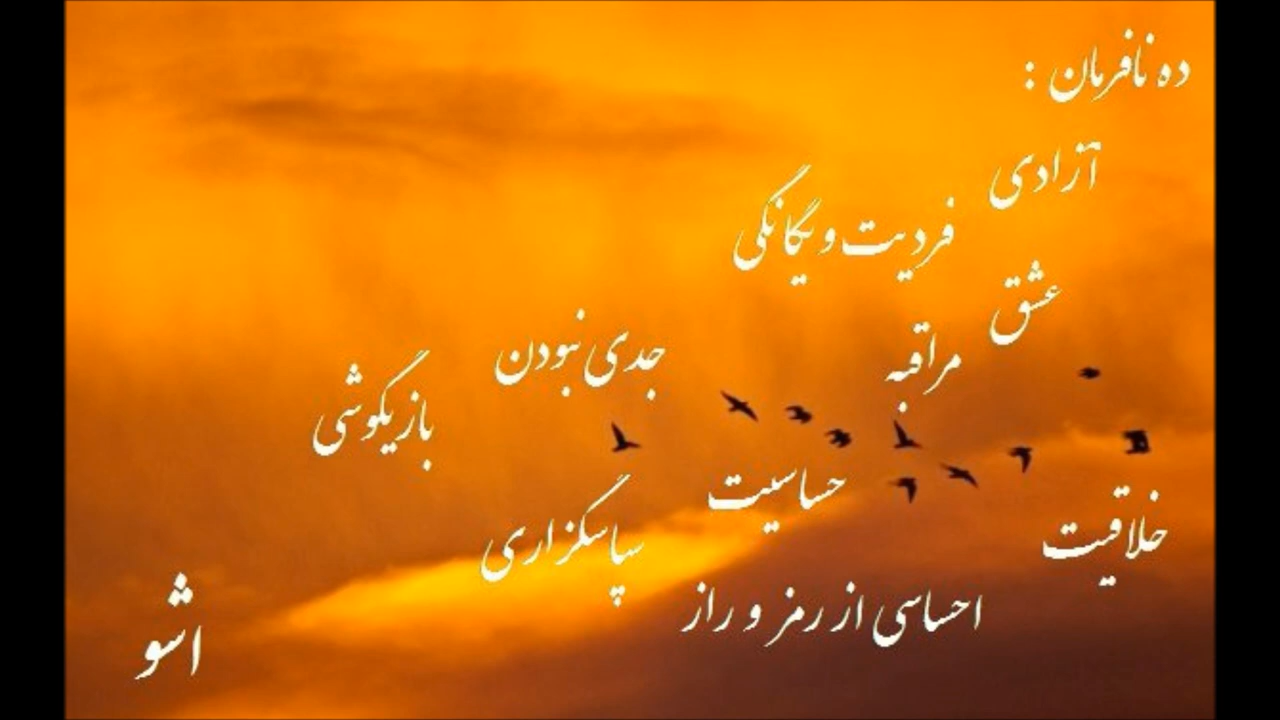 ده نافرمان :
آزادی
فردیت و یگانگی
عشق
مراقبه
جدی نبودن
بازیگوشی
حساسیت
خلاقیت
سپاسگزاری
احساسی از رمز و راز
اشو